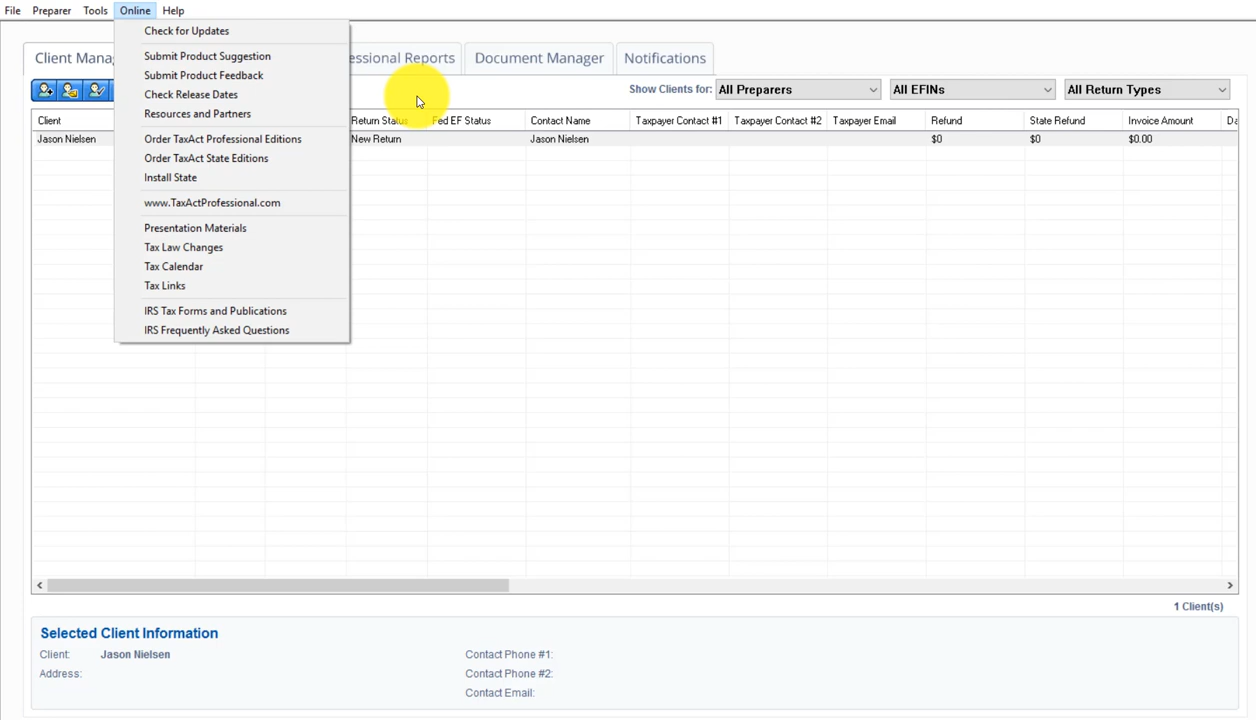 File Preparer Tools Online Help
Check for Updates
Submit Product Suggestion
Submit Product Feedback
Check Release Dates
Resources and Partners
Order TaxAct Professional Editions
Order TaxAct State Editions
Install State
www.TaxActProfessional.com
Presentation Materials
Tax Law Changes
Tax Calendar
Tax Links
IRS Tax Forms and Publications
IRS Frequently Asked Questions
Client Manag essional Reports Document Manager Notifications
Show Clients for: All Preparers All EFINs All Return Types
Client Return Status Fed EF Status Contact Name Taxpayer Contact #1 Taxpayer Contact #2 Taxpayer Email Refund State Refund Invoice Amount Da
Jason Nielsen New Return Jason Nielsen $0 $0 $0.00
1 Client(s)
Selected Client Information
Client: Jason Nielsen Contact Phone #1:
Address: Contact Phone #2:
Contact Email: